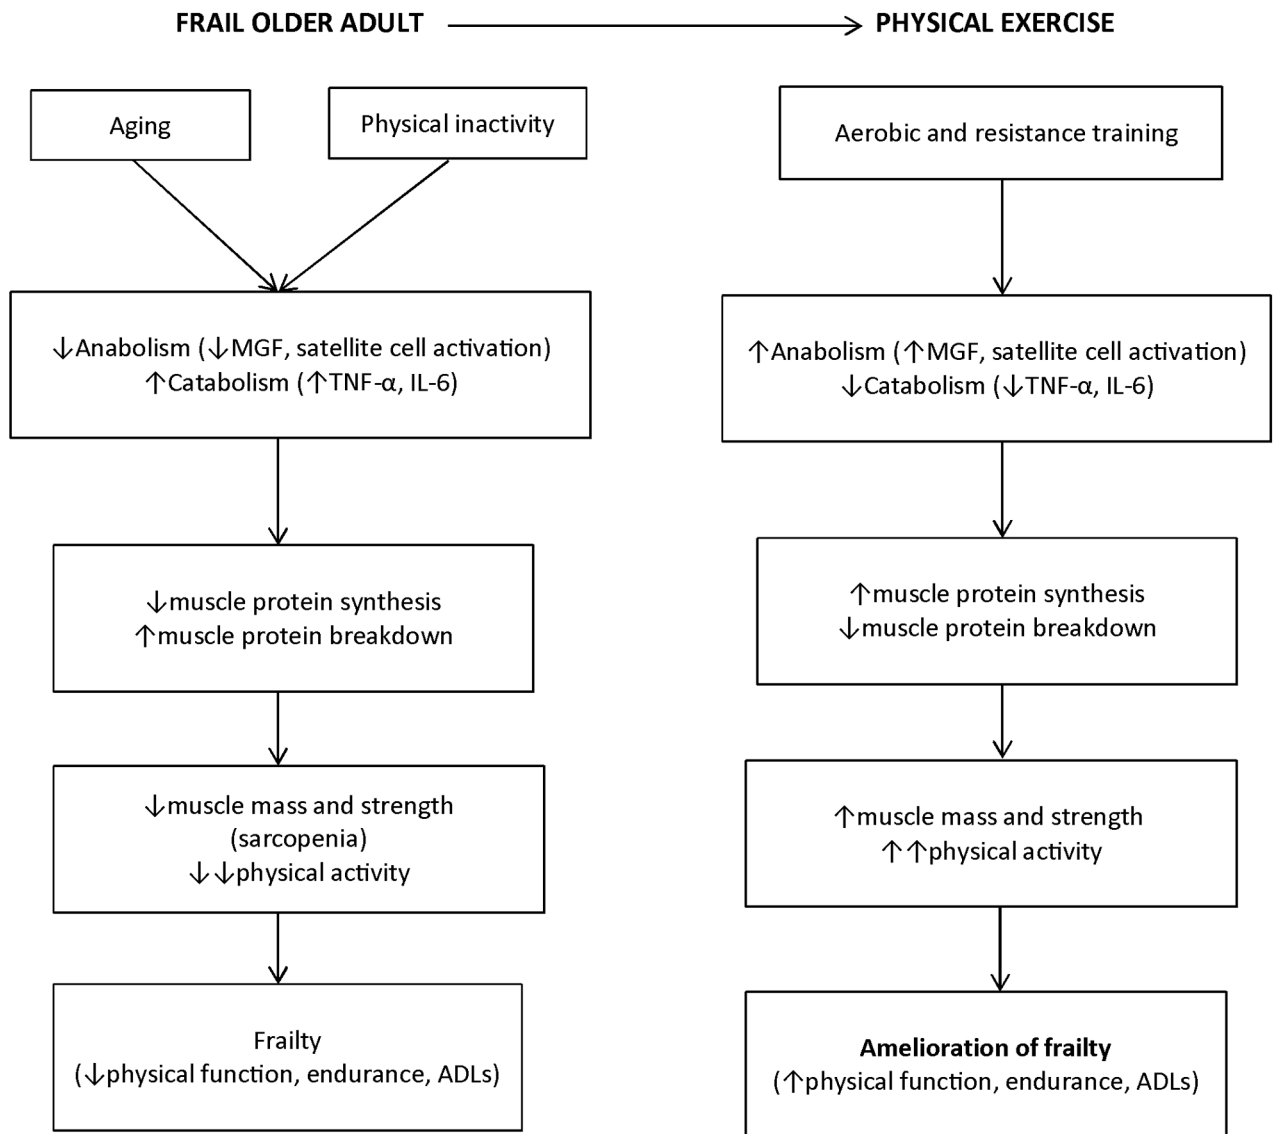 FRAIL OLDER ADULT
PHYSICAL EXERCISE
Aging
Physical inactivity
↓Anabolism (↓MGF, satellite cell activation)
↑Catabolism (↑TNF-α, IL-6)
↓muscle protein synthesis
↑muscle protein breakdown
↓muscle mass and strength
(sarcopenia)
↓↓physical activity
Frailty
(↓physical function, endurance, ADLs)
Aerobic and resistance training
↑Anabolism (↑MGF, satellite cell activation)
↓Catabolism (↓TNF-α, IL-6)
↑muscle protein synthesis
↓muscle protein breakdown
↑muscle mass and strength
↑↑physical activity
Amelioration of frailty
(↑physical function, endurance, ADLs)